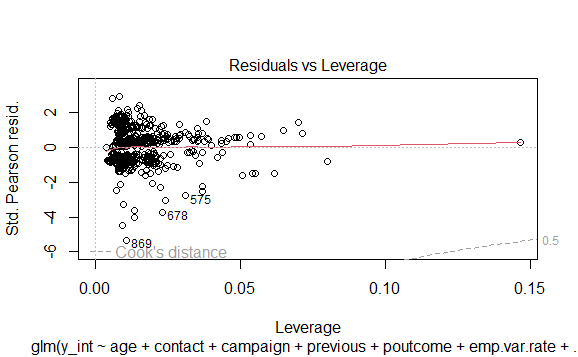 Residuals vs Leverage
Std. Pearson resid.
2
0
-2
-4
-6
575
678
869
Cook's distance
0.5
0.00
0.05
0.10
0.15
Leverage
glm(y_int ~ age + contact + campaign + previous + poutcome + emp.var.rate + .